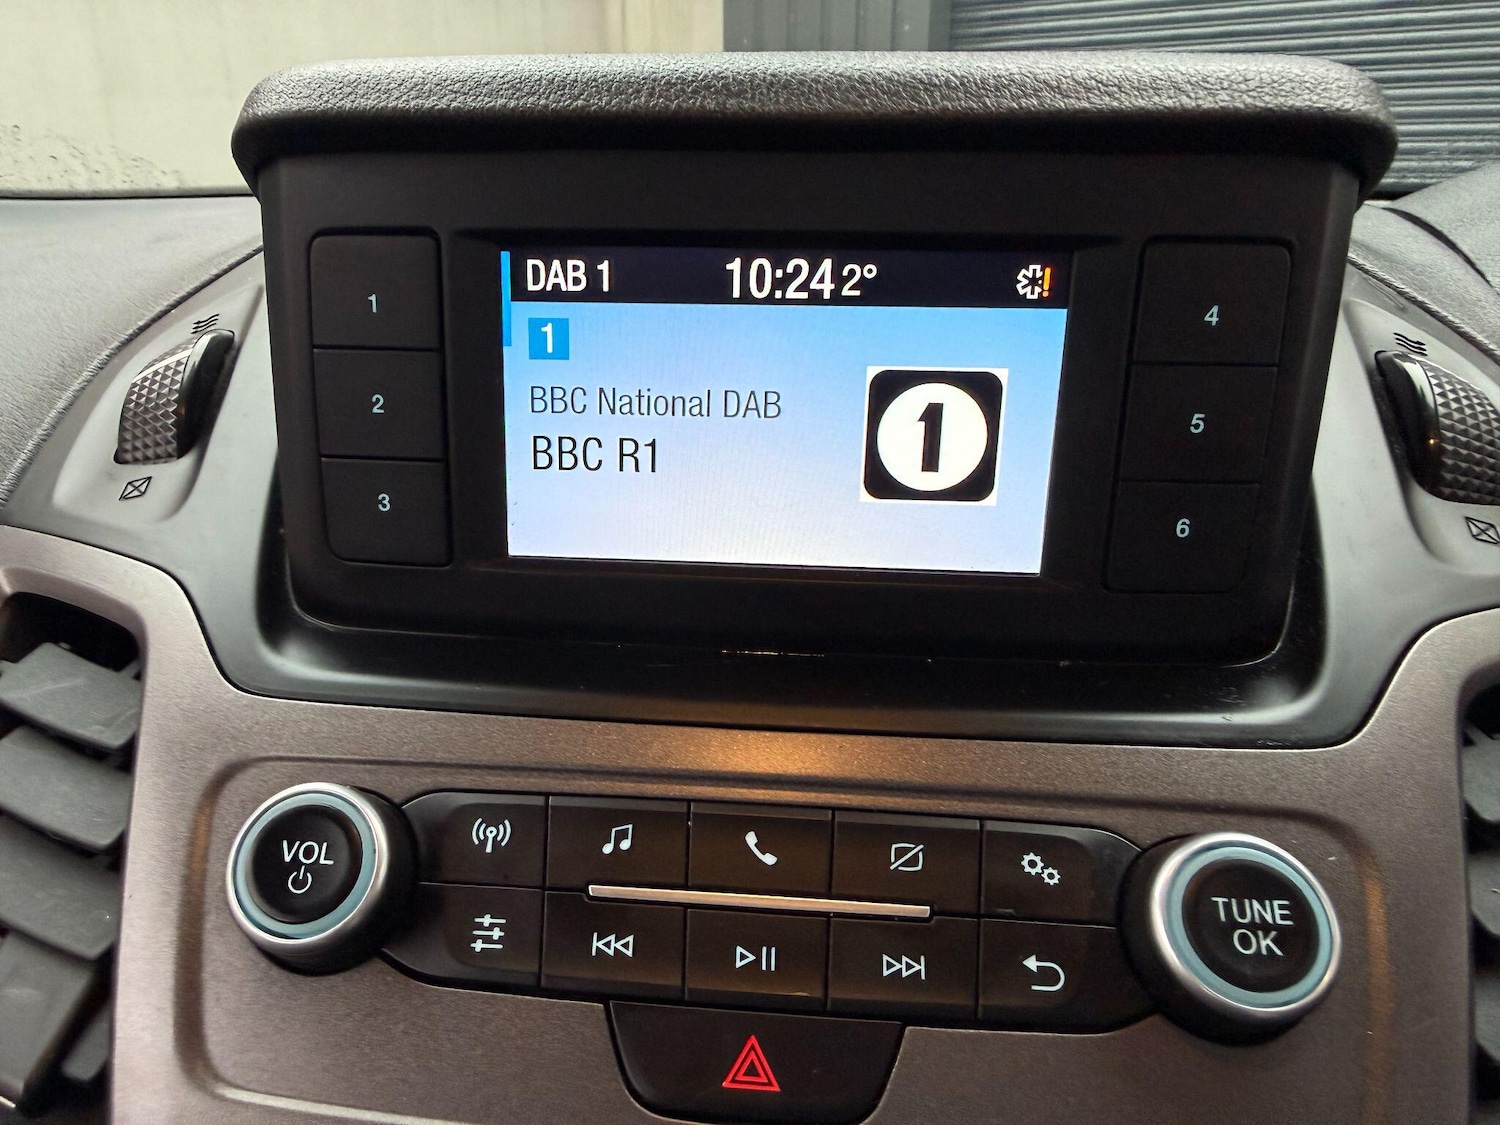 DAB 1
10:24 2°
1
BBC National DAB
BBC R1
1
1
2
3
4
5
6
VOL
TUNE
OK